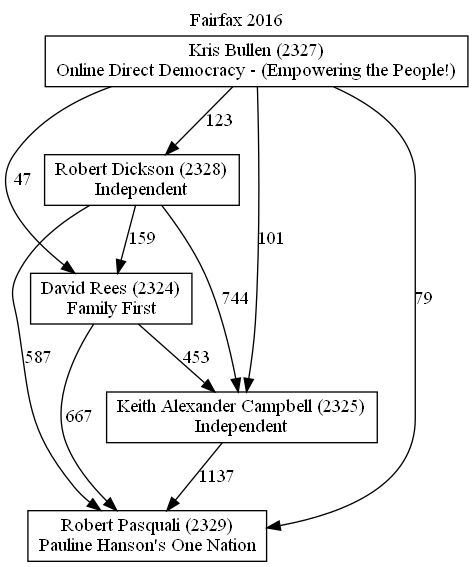 Fairfax 2016
Kris Bullen (2327)
Online Direct Democracy - (Empowering the People!)
123
Robert Dickson (2328)
Independent
47
159
101
David Rees (2324)
Family First
744
79
587
453
667
Keith Alexander Campbell (2325)
Independent
1137
Robert Pasquali (2329)
Pauline Hanson's One Nation